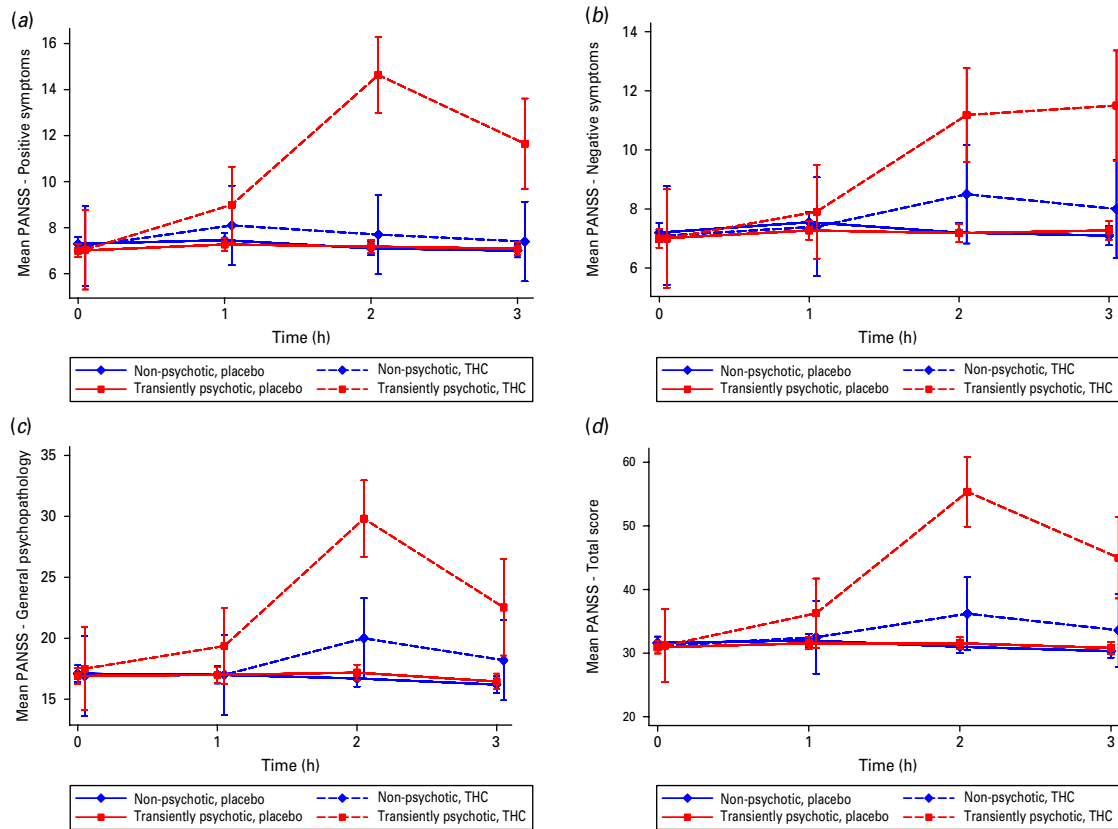 (a)
Mean PANSS - Positive symptoms
16
14
12
10
8
6
0 1 2 3
Time (h)
Non-psychotic, placebo Non-psychotic, THC
Transiently psychotic, placebo Transiently psychotic, THC
(b)
Mean PANSS - Negative symptoms
14
12
10
8
6
0 1 2 3
Time (h)
Non-psychotic, placebo Non-psychotic, THC
Transiently psychotic, placebo Transiently psychotic, THC
(c)
Mean PANSS - General psychopathology
35
30
25
20
15
0 1 2 3
Time (h)
Non-psychotic, placebo Non-psychotic, THC
Transiently psychotic, placebo Transiently psychotic, THC
(d)
Mean PANSS - Total score
60
50
40
30
20
0 1 2 3
Time (h)
Non-psychotic, placebo Non-psychotic, THC
Transiently psychotic, placebo Transiently psychotic, THC